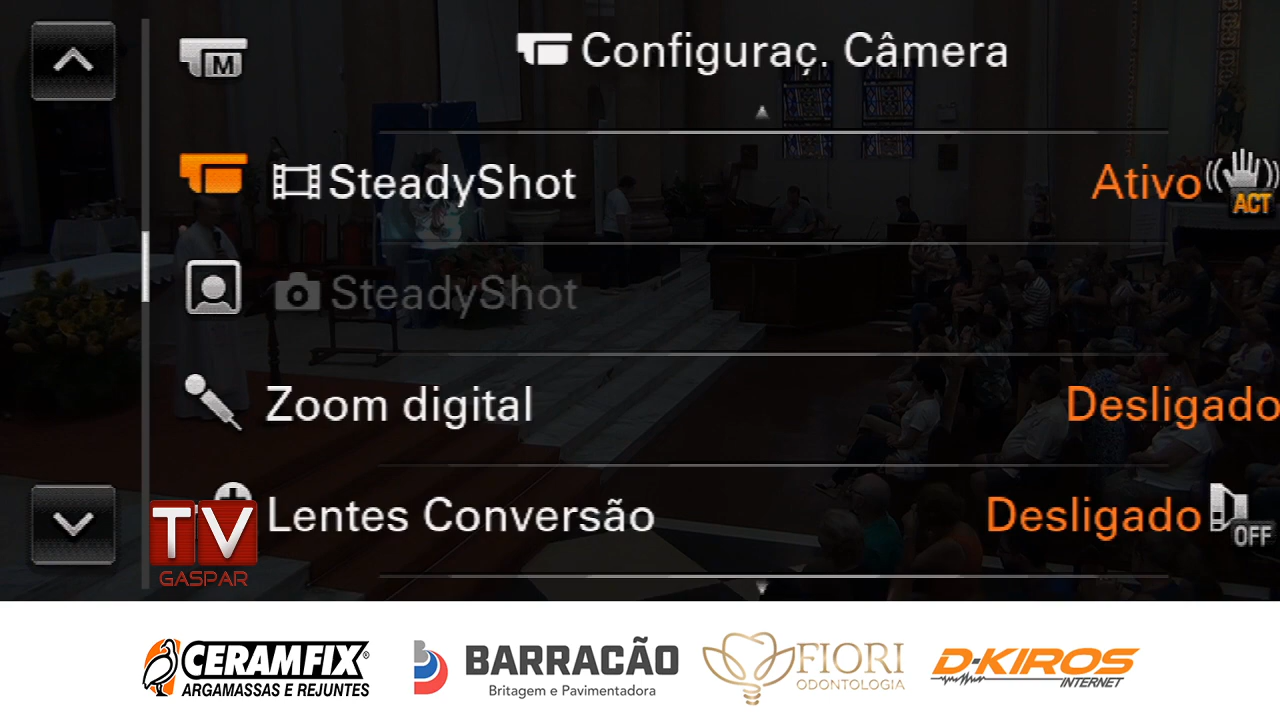 M
Configuraç. Câmera
SteadyShot
Ativo
ACT
SteadyShot
Zoom digital
Desligado
Lentes Conversão
Desligado
OFF
TV
GASPAR
CERAMFIX®
ARGAMASSAS E REJUNTES
BARRACÃO
Britagem e Pavimentadora
FIORI
ODONTOLOGIA
D-KIROS
INTERNET